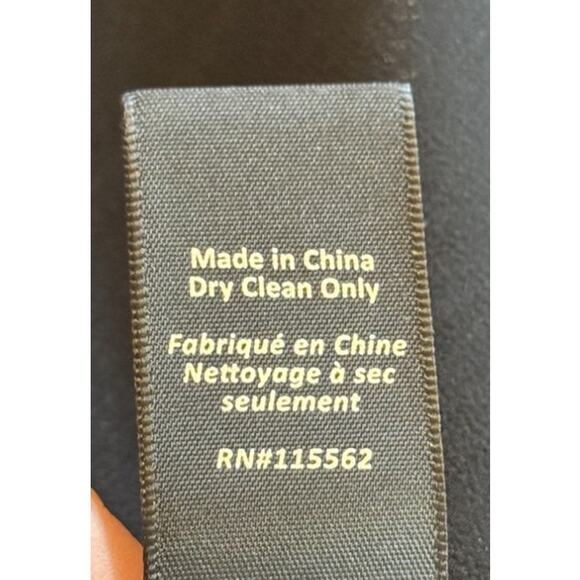 Made in China
Dry Clean Only
Fabriqué en Chine
Nettoyage à sec
seulement
RN#115562